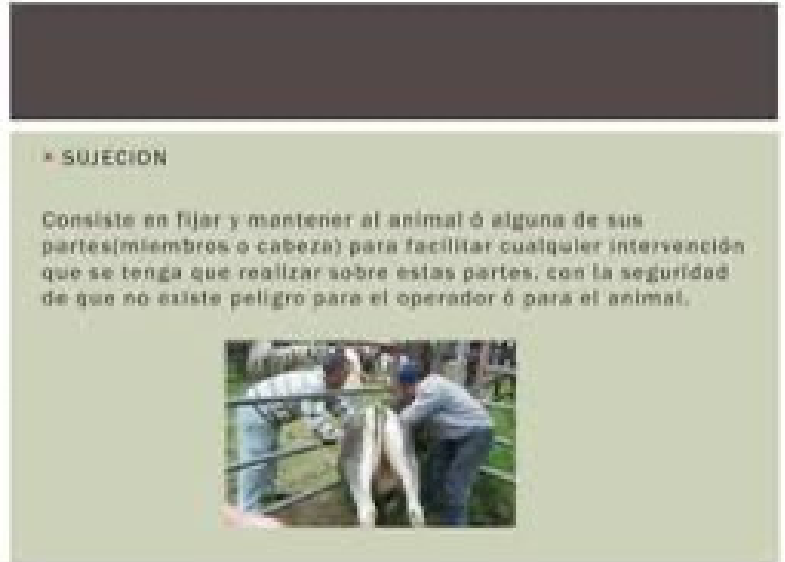 SUJECION
Consiste en fijar y mantener al animal ó alguna de sus
partes(miembros o cabeza) para facilitar cualquier intervención
que se tenga que realizar sobre estas partes, con la seguridad
de que no existe peligro para el operador ó para el animal.